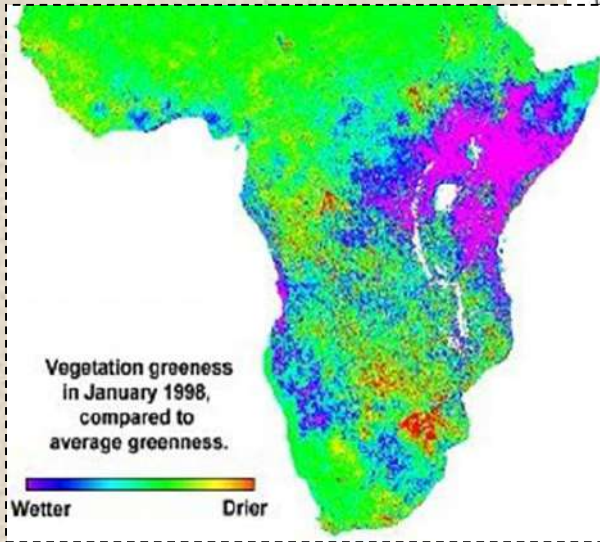 Vegetation greeness
in January 1998,
compared to
average greenness.
Wetter Drier